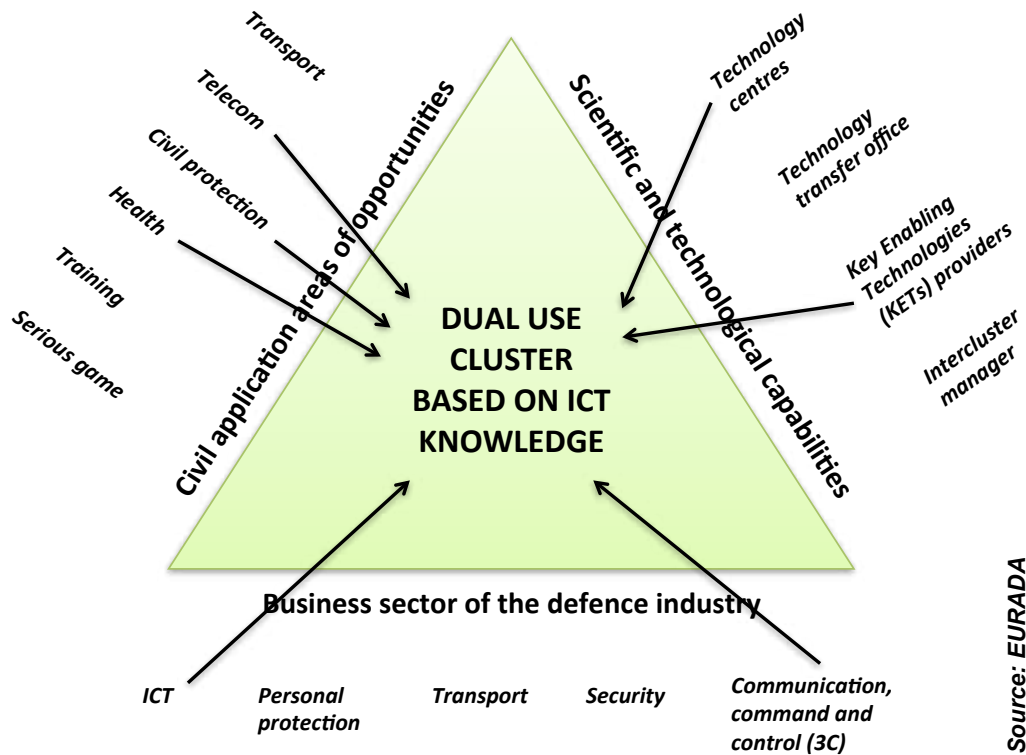 Transport
Telecom
Civil protection
Health
Training
Serious game
Civil application areas of opportunities
Scientific and technological capabilities
Technology
centres
Technology
transfer office
Key Enabling
Technologies
(KETs) providers
Intercluster
manager
DUAL USE
CLUSTER
BASED ON ICT
KNOWLEDGE
Business sector of the defence industry
ICT
Personal
protection
Transport
Security
Communication,
command and
control (3C)
Source: EURADA